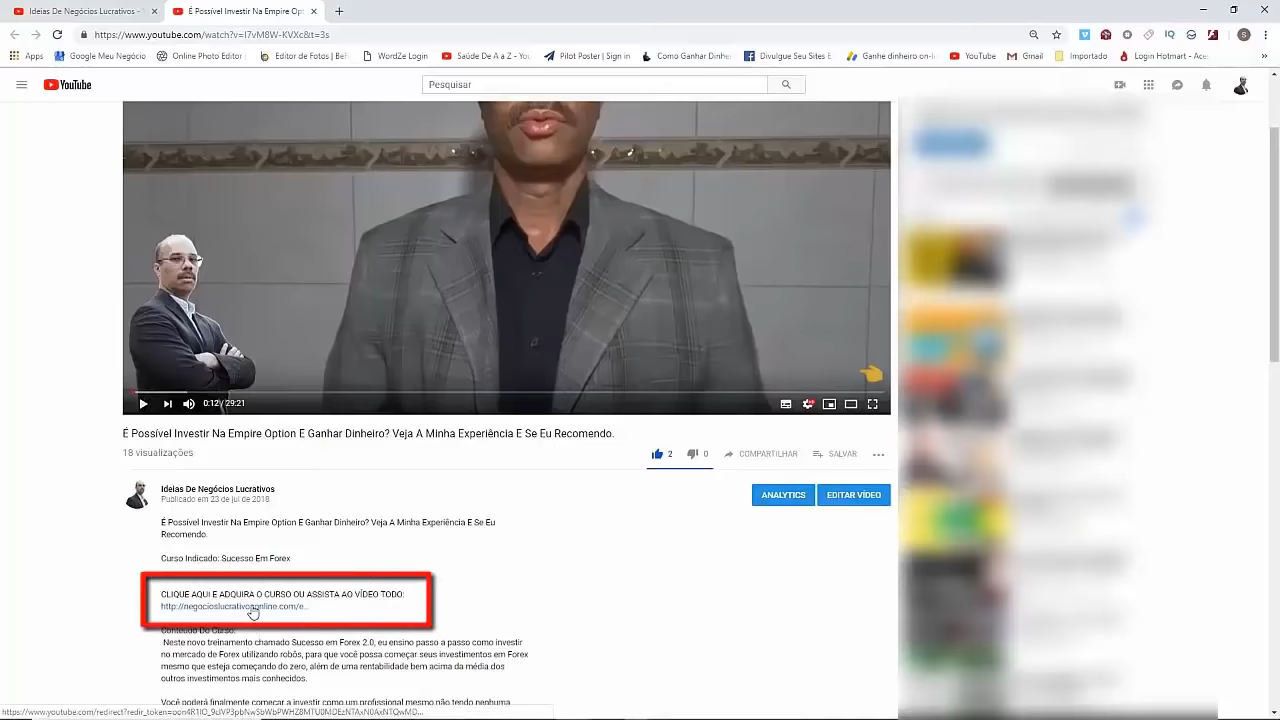 Ideias De Negócios Lucrativos -
É Possível Investir Na Empire Op
https://www.youtube.com/watch?v=I7vM8W-KVXc&t=3s
Apps
Google Meu Negócio
Online Photo Editor
Editor de Fotos | Bef
WordZe Login
Saúde De A a Z - Yo
Pilot Poster | Sign in
Como Ganhar Dinhe
Divulge Seu Sites E
Ganhe dinheiro on-l
YouTube
Gmail
Importado
Login Hotmart - Ace
YouTube
Pesquisar
0:12 / 29:21
É Possível Investir Na Empire Option E Ganhar Dinheiro? Veja A Minha Experiência E Se Eu Recomendo.
18 visualizações
2
0
COMPARTILHAR
SALVAR
Ideias De Negócios Lucrativos
Publicado em 23 de jul de 2018
ANALYTICS
EDITAR VÍDEO
É Possível Investir Na Empire Option E Ganhar Dinheiro? Veja A Minha Experiência E Se Eu
Recomendo.
Curso Indicado: Sucesso Em Forex
CLIQUE AQUI E ADQUIRA O CURSO OU ASSISTA AO VÍDEO TODO:
http://negocioslucrativosonline.com/e...
Conteúdo Do Curso:
Neste novo treinamento chamado Sucesso em Forex 2.0, eu ensino passo a passo como investir
no mercado de Forex utilizando robôs, para que você possa começar seus investimentos em Forex
mesmo que esteja começando do zero, além de uma rentabilidade bem acima da média dos
outros investimentos mais conhecidos.
Você poderá finalmente começar a investir como um profissional mesmo não tendo nenhuma